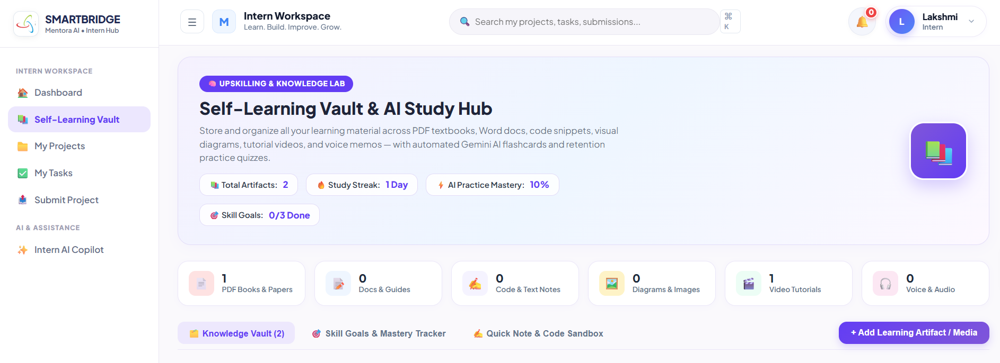 SMARTBRIDGE
Mentora AI • Intern Hub
INTERN WORKSPACE
Dashboard
Self-Learning Vault
My Projects
My Tasks
Submit Project
AI & ASSISTANCE
Intern AI Copilot
M
Intern Workspace
Learn. Build. Improve. Grow.
Search my projects, tasks, submissions...
⌘
K
0
L
Lakshmi
Intern
UPSKILLING & KNOWLEDGE LAB
Self-Learning Vault & AI Study Hub
Store and organize all your learning material across PDF textbooks, Word docs, code snippets, visual
diagrams, tutorial videos, and voice memos — with automated Gemini AI flashcards and retention
practice quizzes.
Total Artifacts: 2
Study Streak: 1 Day
AI Practice Mastery: 10%
Skill Goals: 0/3 Done
1
PDF Books & Papers
0
Docs & Guides
0
Code & Text Notes
0
Diagrams & Images
1
Video Tutorials
0
Voice & Audio
Knowledge Vault (2)
Skill Goals & Mastery Tracker
Quick Note & Code Sandbox
+ Add Learning Artifact / Media